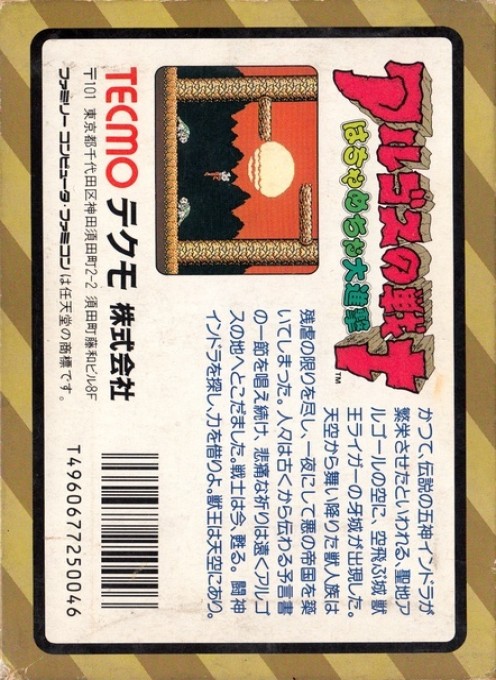 アルゴスの戦士
はちゃめちゃ大進撃
™
かつて、伝説の五神インドラが
繁栄させたといわれる、聖地ア
ルゴールの空に、空飛ぶ城 獣
王ライガーの牙城が出現した。
天空から舞い降りた獣人族は
残虐の限りを尽し、一夜にして悪の帝国を築
いてしまった。人々は古くから伝わる予言書
の一節を唱え続け、悲痛な祈りは遠くアルゴ
スの地へとこだました。戦士は今、甦る。闘神
インドラを探し、力を借りよ。獣王は天空にあり。
TECMO テクモ 株式会社
〒101 東京都千代田区神田須田町2-2 須田町藤和ビル8F
ファミリーコンピュータ・ファミコンは任天堂の商標です。
T4960677250046